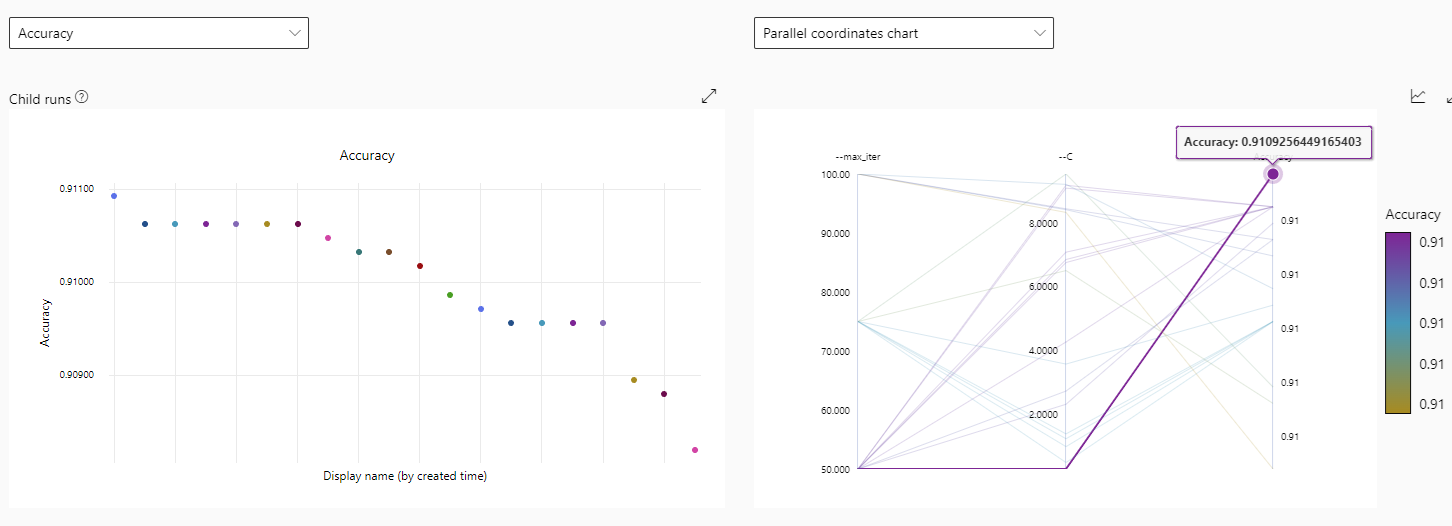 Accuracy
Parallel coordinates chart
Child runs
Accuracy
0.91100
0.91000
0.90900
Accuracy
Display name (by created time)
Accuracy: 0.9109256449165403
--max_iter
--C
100.00
90.000
80.000
70.000
60.000
50.000
8.0000
6.0000
4.0000
2.0000
0.91
0.91
0.91
0.91
0.91
Accuracy
0.91
0.91
0.91
0.91
0.91